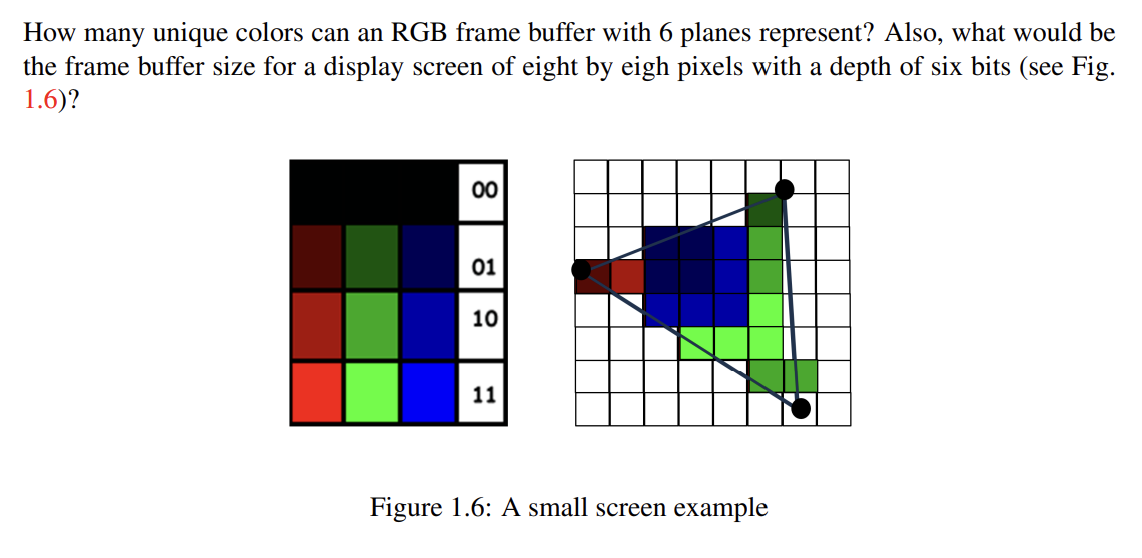 How many unique colors can an RGB frame buffer with 6 planes represent? Also, what would be
the frame buffer size for a display screen of eight by eigh pixels with a depth of six bits (see Fig.
1.6)?
00
01
10
11
Figure 1.6: A small screen example